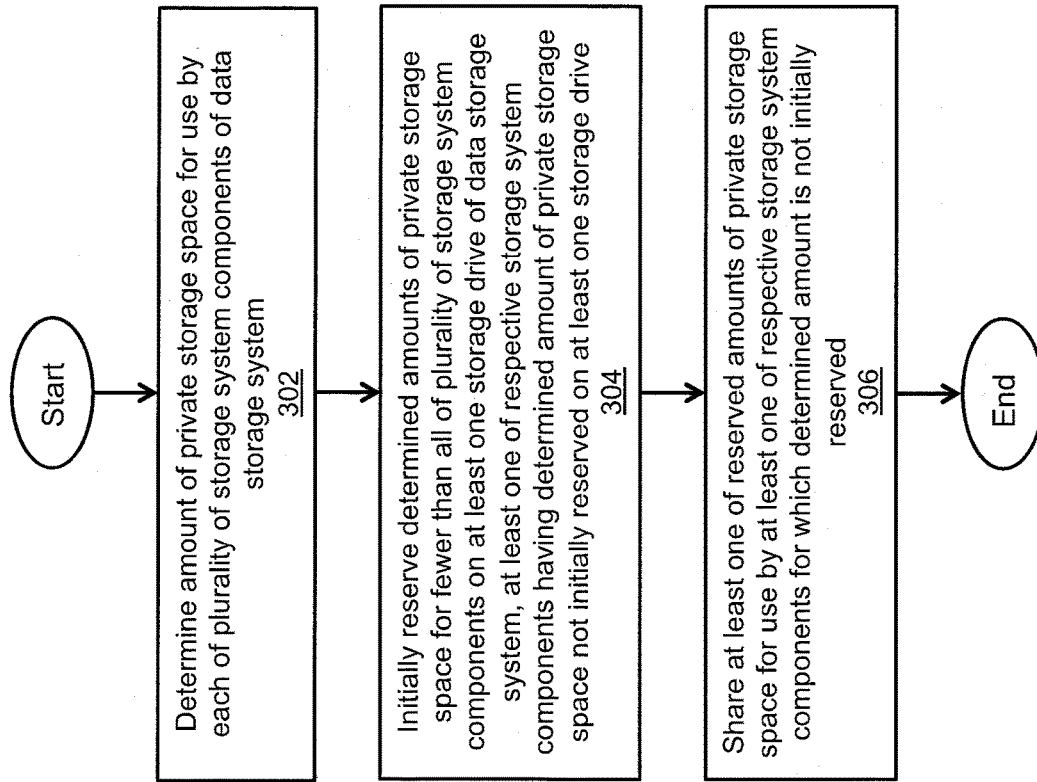 Start
Determine amount of private storage space for use by
each of plurality of storage system components of data
storage system
302
Initially reserve determined amounts of private storage
space for fewer than all of plurality of storage system
components on at least one storage drive of data storage
system, at least one of respective storage system
components having determined amount of private storage
space not initially reserved on at least one storage drive
304
Share at least one of reserved amounts of private storage
space for use by at least one of respective storage system
components for which determined amount is not initially
reserved
306
End